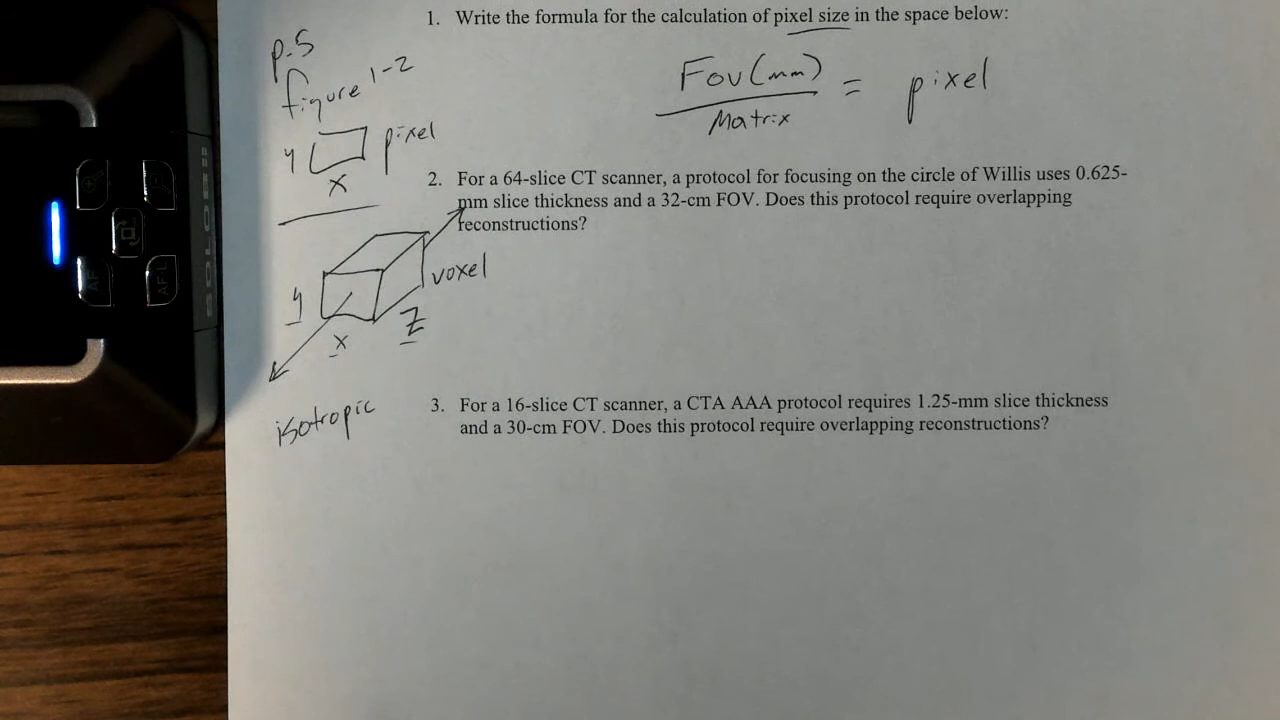 1. Write the formula for the calculation of pixel size in the space below:
p.5
figure 1-2
Fov (mm) = pixel
Matrix
y pixel
x
2. For a 64-slice CT scanner, a protocol for focusing on the circle of Willis uses 0.625-
mm slice thickness and a 32-cm FOV. Does this protocol require overlapping
reconstructions?
voxel
y
x
Z
isotropic
3. For a 16-slice CT scanner, a CTA AAA protocol requires 1.25-mm slice thickness
and a 30-cm FOV. Does this protocol require overlapping reconstructions?
AF
AF-L